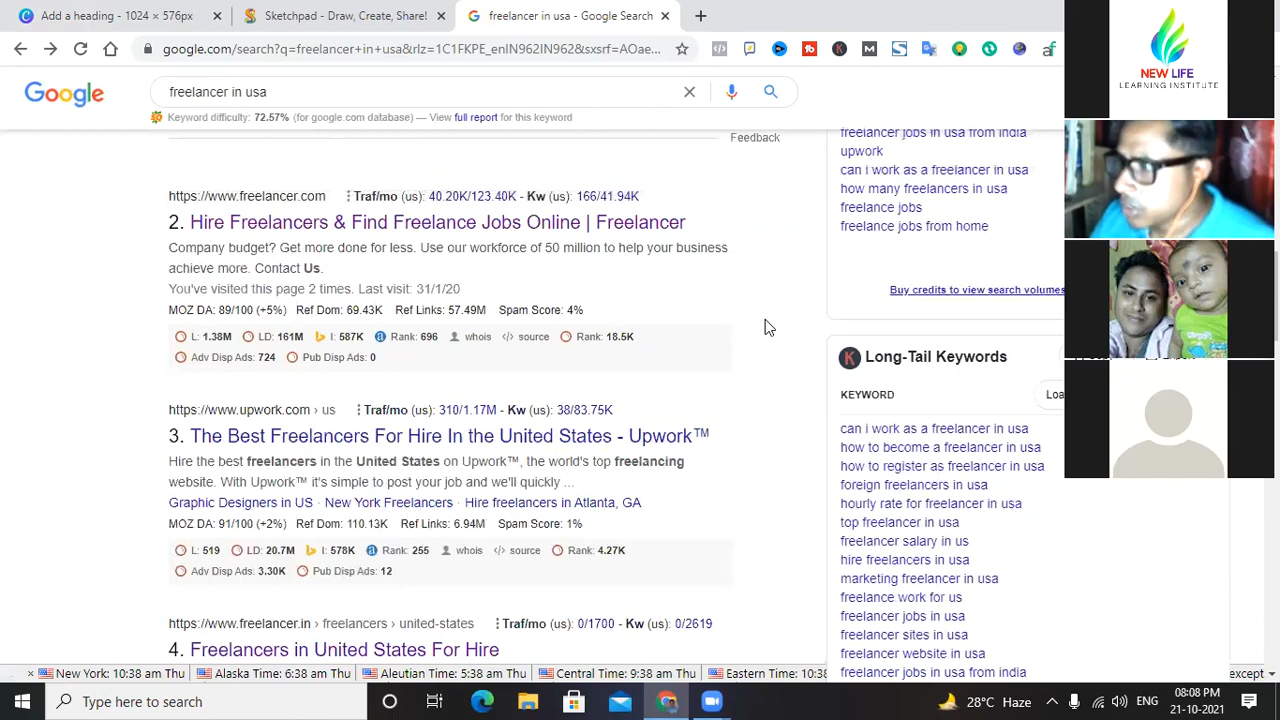 Add heading - 1024 × 576px
Sketchpad - Draw, Create, Share!
freelancer in usa - Google Search
google.com/search?q=freelancer+in+usa&rlz=1C1FKPE_enIN962IN962&sxsrf=AOae...
Google
freelancer in usa
Keyword difficulty: 72.57% (for google.com database) — View full report for this keyword
Feedback
https://www.freelancer.com Traf/mo (us): 40.20K/123.40K - Kw (us): 166/41.94K
2. Hire Freelancers & Find Freelance Jobs Online | Freelancer
Company budget? Get more done for less. Use our workforce of 50 million to help your business
achieve more. Contact Us.
You've visited this page 2 times. Last visit: 31/1/20
MOZ DA: 89/100 (+5%) Ref Dom: 69.43K Ref Links: 57.49M Spam Score: 4%
L: 1.38M LD: 161M I: 587K Rank: 696 whois source Rank: 18.5K
Adv Disp Ads: 724 Pub Disp Ads: 0
https://www.upwork.com › us Traf/mo (us): 310/1.17M - Kw (us): 38/83.75K
3. The Best Freelancers For Hire In the United States - Upwork™
Hire the best freelancers in the United States on Upwork™, the world's top freelancing
website. With Upwork™ it's simple to post your job and we'll quickly ...
Graphic Designers in US · New York Freelancers · Hire freelancers in Atlanta, GA
MOZ DA: 91/100 (+2%) Ref Dom: 110.13K Ref Links: 6.94M Spam Score: 1%
L: 519 LD: 20.7M I: 578K Rank: 255 whois source Rank: 4.27K
Adv Disp Ads: 3.30K Pub Disp Ads: 12
https://www.freelancer.in › freelancers › united-states Traf/mo (us): 0/1700 - Kw (us): 0/2619
4. Freelancers in United States For Hire
freelancer jobs in usa from india
upwork
can i work as a freelancer in usa
how many freelancers in usa
freelance jobs
freelance jobs from home
Buy credits to view search volumes
Long-Tail Keywords
KEYWORD
Loa
can i work as a freelancer in usa
how to become a freelancer in usa
how to register as freelancer in usa
foreign freelancers in usa
hourly rate for freelancer in usa
top freelancer in usa
freelancer salary in us
hire freelancers in usa
marketing freelancer in usa
freelance work for us
freelancer jobs in usa
freelancer sites in usa
freelancer website in usa
freelancer jobs in usa from india
NEW LIFE
LEARNING INSTITUTE
New York: 10:38 am Thu Alaska Time: 6:38 am Thu Aleutian Time: 5:38 am Thu Central Time: 9:38 am Thu Eastern Time: 10:38 except
Type here to search
28°C Haze
ENG
08:08 PM
21-10-2021